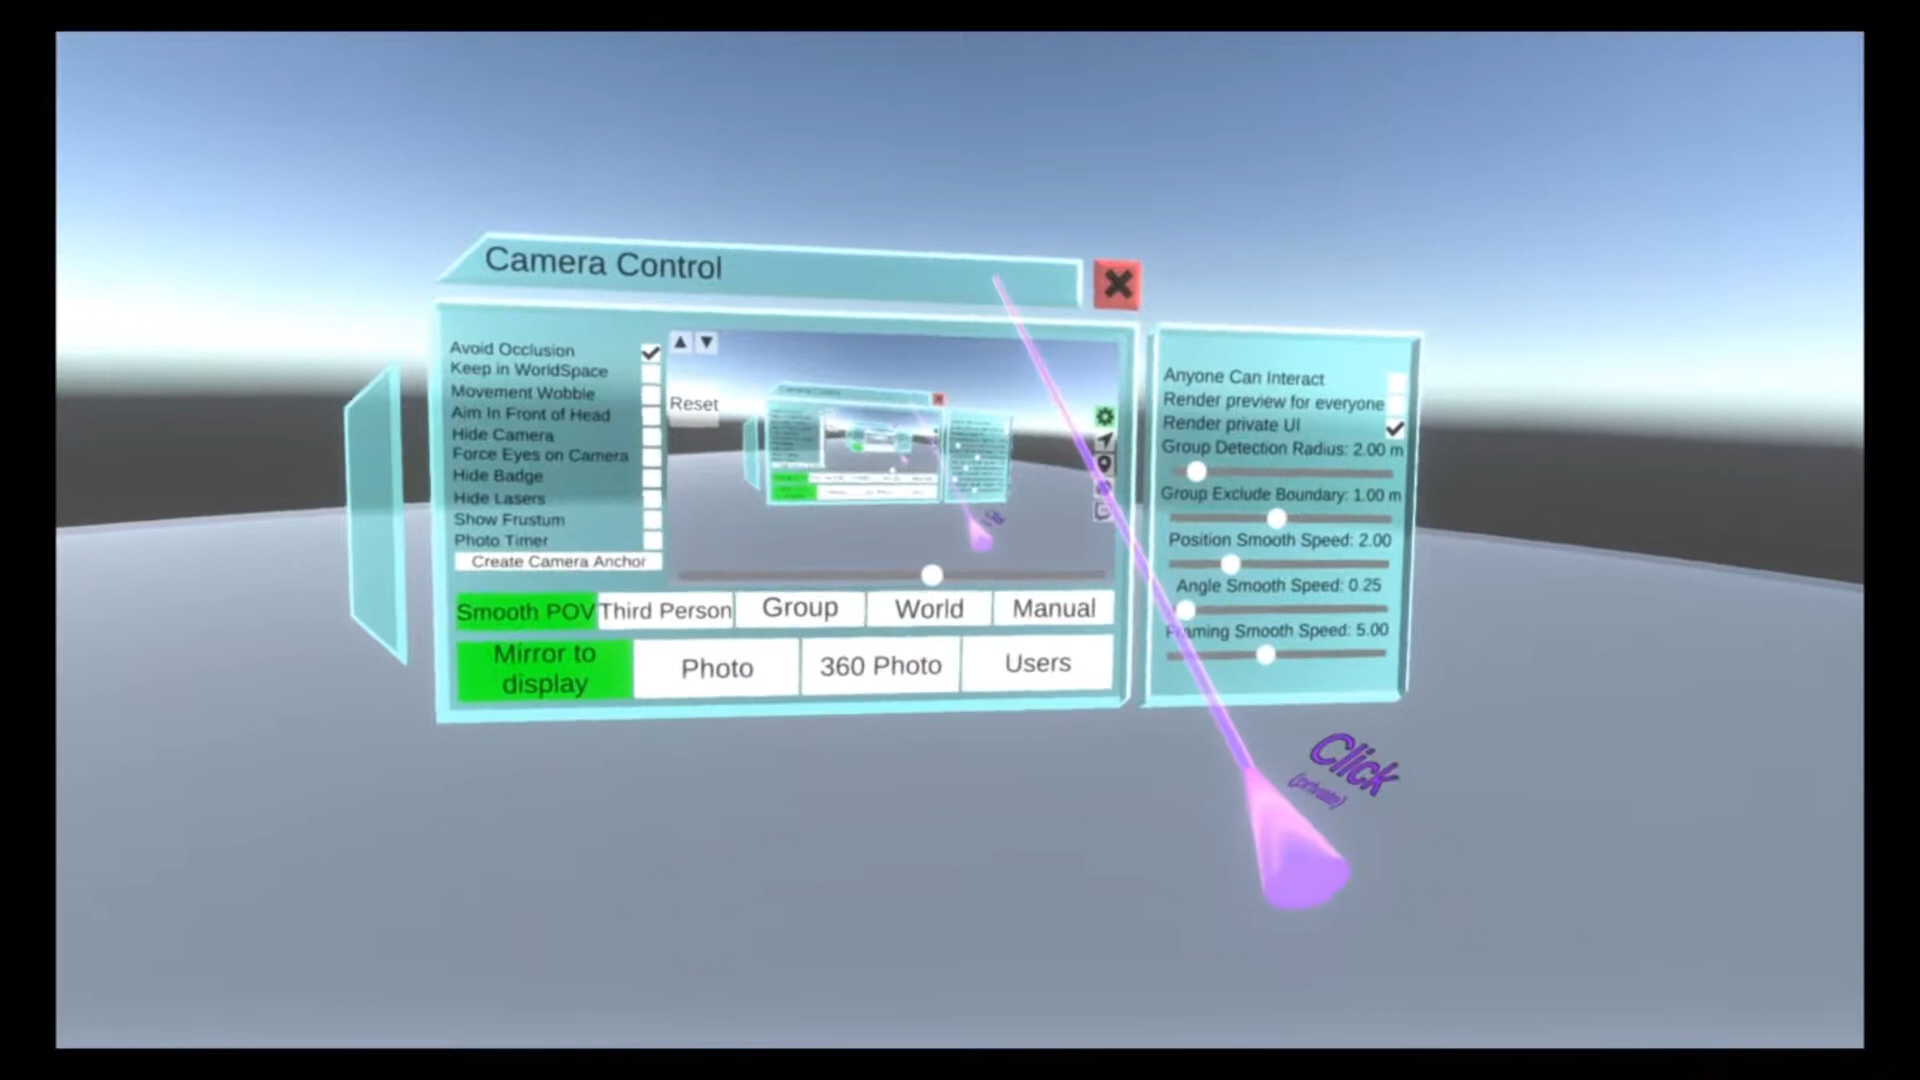 Camera Control
Avoid Occlusion
Keep in WorldSpace
Movement Wobble
Aim In Front of Head
Hide Camera
Force Eyes on Camera
Hide Badge
Hide Lasers
Show Frustum
Photo Timer
Create Camera Anchor
Reset
Smooth POV
Third Person
Group
World
Manual
Mirror to
display
Photo
360 Photo
Users
Anyone Can Interact
Render preview for everyone
Render private UI
Group Detection Radius: 2.00 m
Group Exclude Boundary: 1.00 m
Position Smooth Speed: 2.00
Angle Smooth Speed: 0.25
Framing Smooth Speed: 5.00
Click
(private)